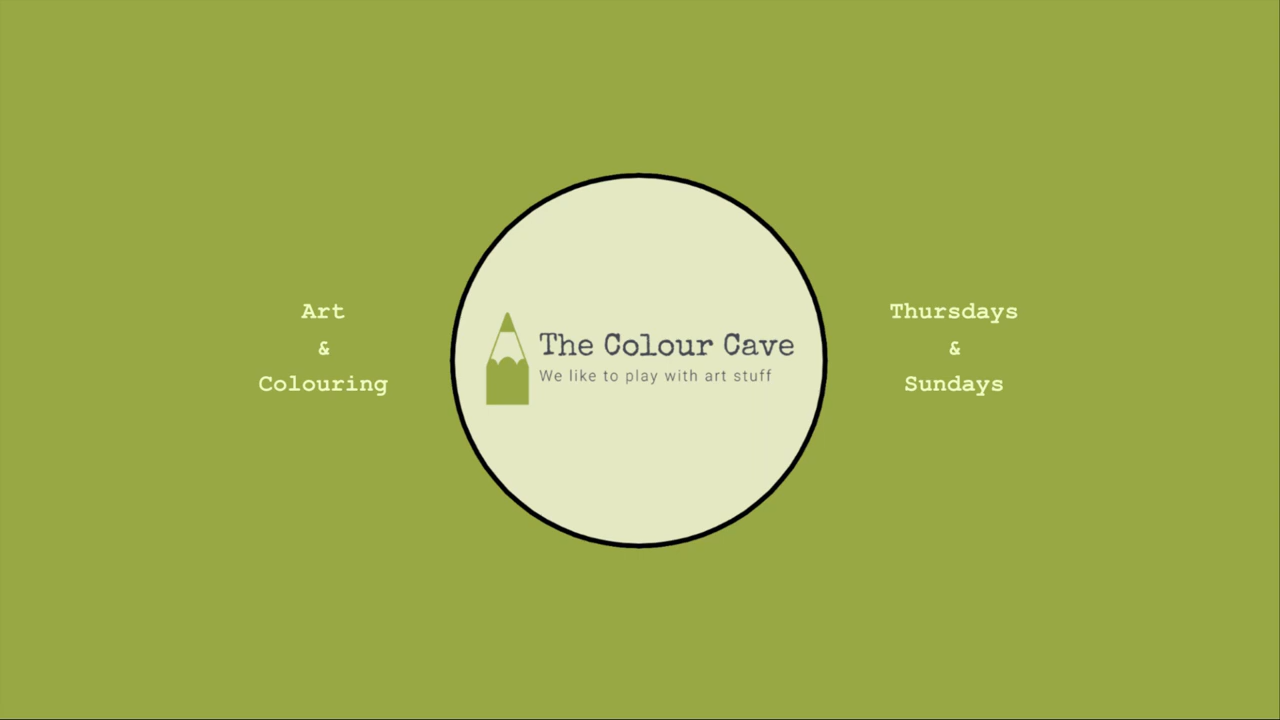 Art
&
Colouring
The Colour Cave
We like to play with art stuff
Thursdays
&
Sundays